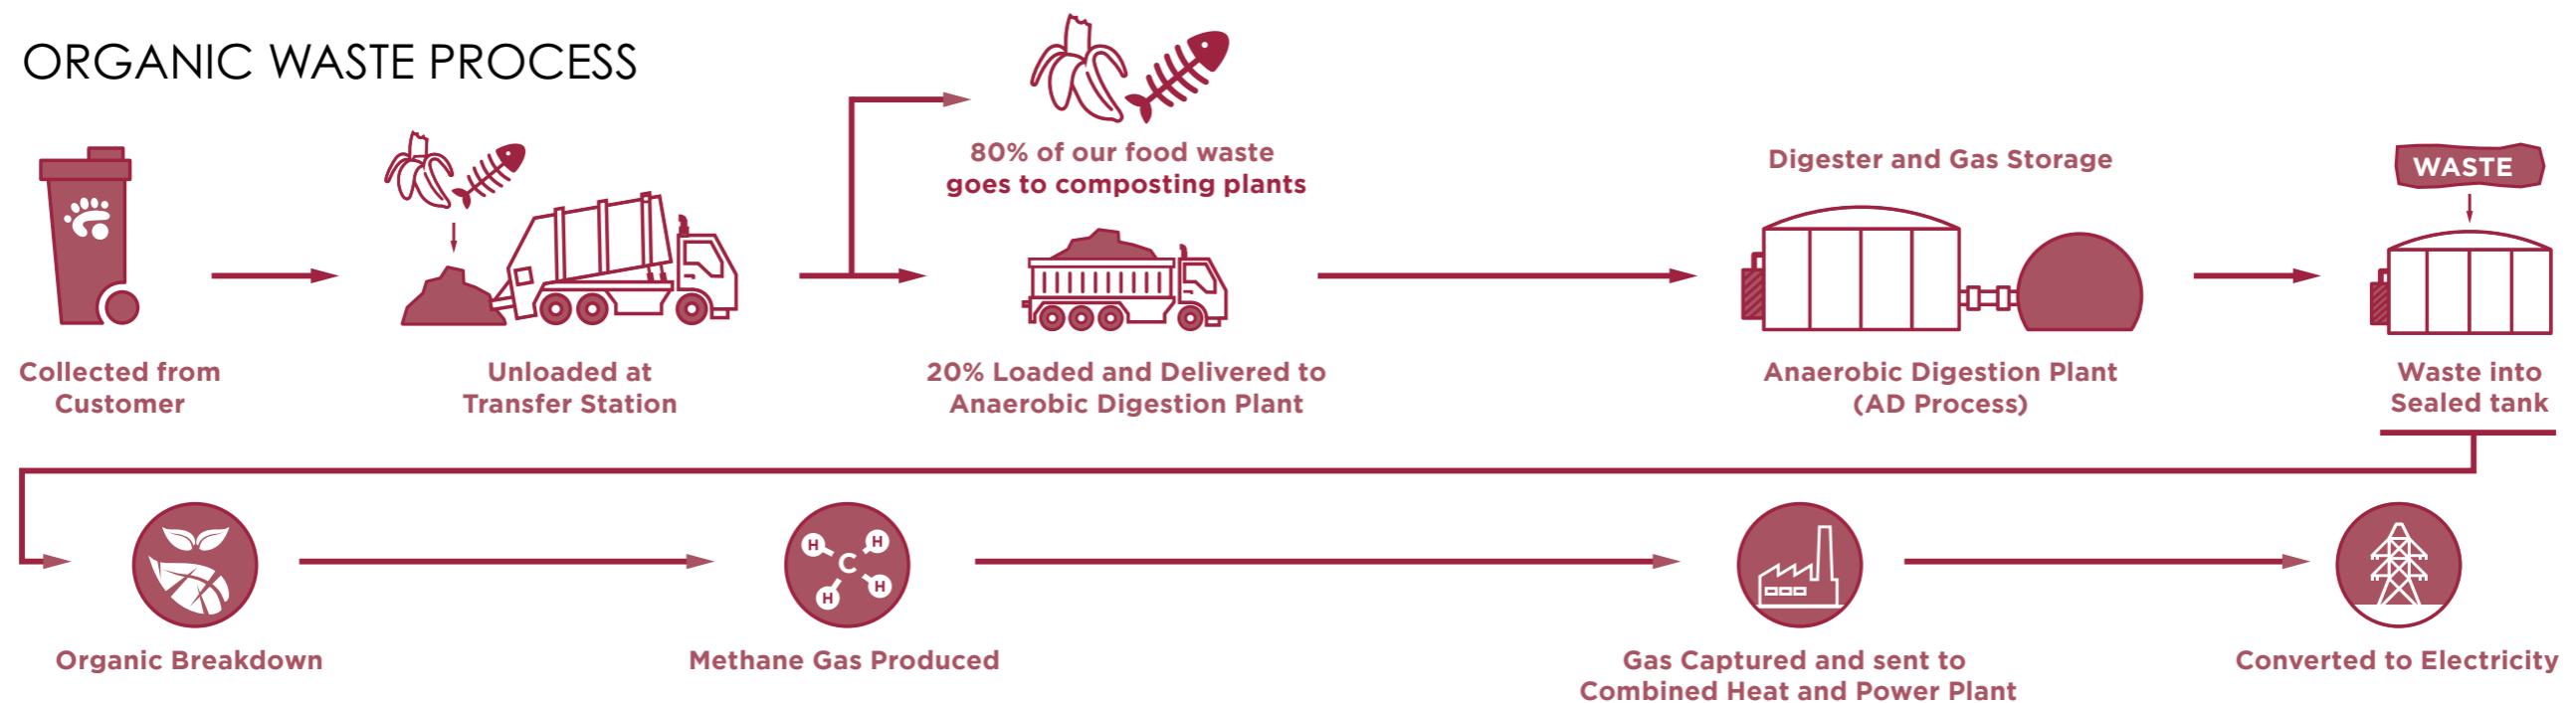 ORGANIC WASTE PROCESS
80% of our food waste
goes to composting plants
Digester and Gas Storage
WASTE
Collected from
Customer
Unloaded at
Transfer Station
20% Loaded and Delivered to
Anaerobic Digestion Plant
Anaerobic Digestion Plant
(AD Process)
Waste into
Sealed tank
H
H
C
H
H
Organic Breakdown
Methane Gas Produced
Gas Captured and sent to
Combined Heat and Power Plant
Converted to Electricity